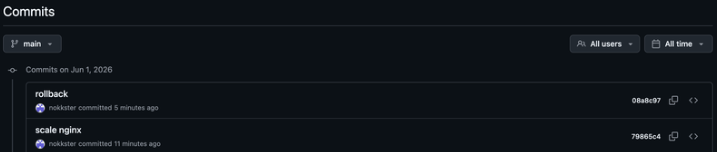 Commits
main
All users
All time
Commits on Jun 1, 2026
rollback
08a8c97
nokkster committed 5 minutes ago
scale nginx
79865c4
nokkster committed 11 minutes ago